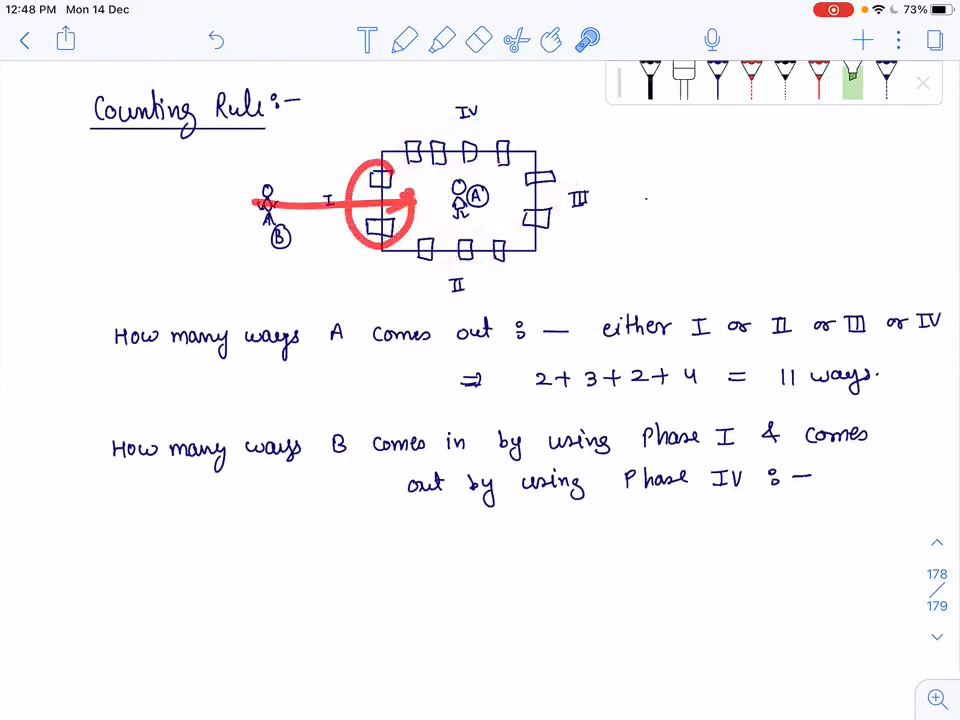 12:48 PM Mon 14 Dec
73%
T
Counting Rule :-
IV
I
A
III
B
II
How many ways A comes out :- either I or II or III or IV
⇒ 2+3+2+4 = 11 ways.
How many ways B comes in by using Phase I & comes
out by using Phase IV :-
178
/
179